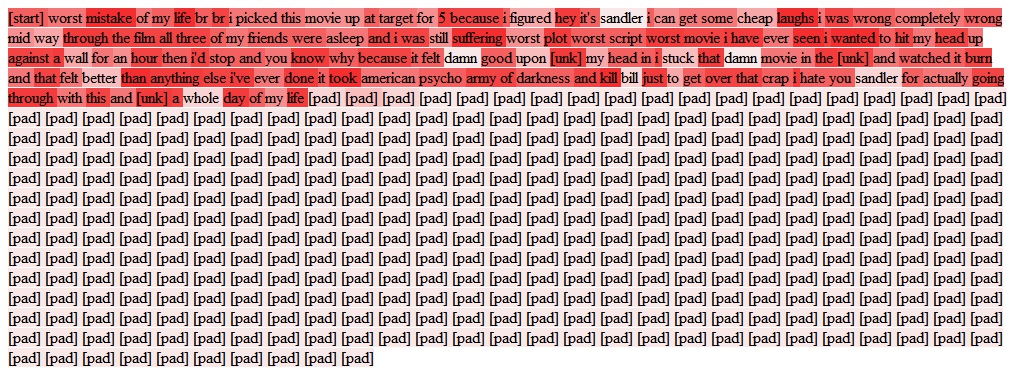 [start] worst mistake of my life br br i picked this movie up at target for 5 because i figured hey it's sandler i can get some cheap laughs i was wrong completely wrong
mid way through the film all three of my friends were asleep and i was still suffering worst plot worst script worst movie i have ever seen i wanted to hit my head up
against a wall for an hour then i'd stop and you know why because it felt damn good upon [unk] my head in i stuck that damn movie in the [unk] and watched it burn
and that felt better than anything else i've ever done it took american psycho army of darkness and kill bill just to get over that crap i hate you sandler for actually going
through with this and [unk] a whole day of my life [pad] [pad] [pad] [pad] [pad] [pad] [pad] [pad] [pad] [pad] [pad] [pad] [pad] [pad] [pad] [pad] [pad] [pad] [pad]
[pad] [pad] [pad] [pad] [pad] [pad] [pad] [pad] [pad] [pad] [pad] [pad] [pad] [pad] [pad] [pad] [pad] [pad] [pad] [pad] [pad] [pad] [pad] [pad] [pad] [pad] [pad]
[pad] [pad] [pad] [pad] [pad] [pad] [pad] [pad] [pad] [pad] [pad] [pad] [pad] [pad] [pad] [pad] [pad] [pad] [pad] [pad] [pad] [pad] [pad] [pad] [pad] [pad] [pad]
[pad] [pad] [pad] [pad] [pad] [pad] [pad] [pad] [pad] [pad] [pad] [pad] [pad] [pad] [pad] [pad] [pad] [pad] [pad] [pad] [pad] [pad] [pad] [pad] [pad] [pad] [pad]
[pad] [pad] [pad] [pad] [pad] [pad] [pad] [pad] [pad] [pad] [pad] [pad] [pad] [pad] [pad] [pad] [pad] [pad] [pad] [pad] [pad] [pad] [pad] [pad] [pad] [pad] [pad]
[pad] [pad] [pad] [pad] [pad] [pad] [pad] [pad] [pad] [pad] [pad] [pad] [pad] [pad] [pad] [pad] [pad] [pad] [pad] [pad] [pad] [pad] [pad] [pad] [pad] [pad] [pad]
[pad] [pad] [pad] [pad] [pad] [pad] [pad] [pad] [pad] [pad] [pad] [pad] [pad] [pad] [pad] [pad] [pad] [pad] [pad] [pad] [pad] [pad] [pad] [pad] [pad] [pad] [pad]
[pad] [pad] [pad] [pad] [pad] [pad] [pad] [pad] [pad] [pad] [pad] [pad] [pad] [pad] [pad] [pad] [pad] [pad] [pad] [pad] [pad] [pad] [pad] [pad] [pad] [pad] [pad]
[pad] [pad] [pad] [pad] [pad] [pad] [pad] [pad] [pad] [pad] [pad] [pad] [pad] [pad] [pad] [pad] [pad] [pad] [pad] [pad] [pad] [pad] [pad] [pad] [pad] [pad] [pad]
[pad] [pad] [pad] [pad] [pad] [pad] [pad] [pad] [pad] [pad] [pad] [pad] [pad] [pad] [pad] [pad] [pad] [pad] [pad] [pad] [pad] [pad] [pad] [pad] [pad] [pad] [pad]
[pad] [pad] [pad] [pad] [pad] [pad] [pad] [pad] [pad] [pad] [pad] [pad] [pad] [pad] [pad] [pad] [pad] [pad] [pad] [pad] [pad] [pad] [pad] [pad] [pad] [pad] [pad]
[pad] [pad] [pad] [pad] [pad] [pad] [pad] [pad] [pad] [pad] [pad] [pad] [pad] [pad] [pad] [pad] [pad] [pad] [pad] [pad] [pad] [pad] [pad] [pad] [pad] [pad] [pad]
[pad] [pad] [pad] [pad] [pad] [pad] [pad] [pad] [pad] [pad] [pad] [pad] [pad] [pad] [pad] [pad] [pad] [pad] [pad] [pad] [pad] [pad] [pad] [pad] [pad] [pad] [pad]
[pad] [pad] [pad] [pad] [pad] [pad] [pad] [pad] [pad] [pad]